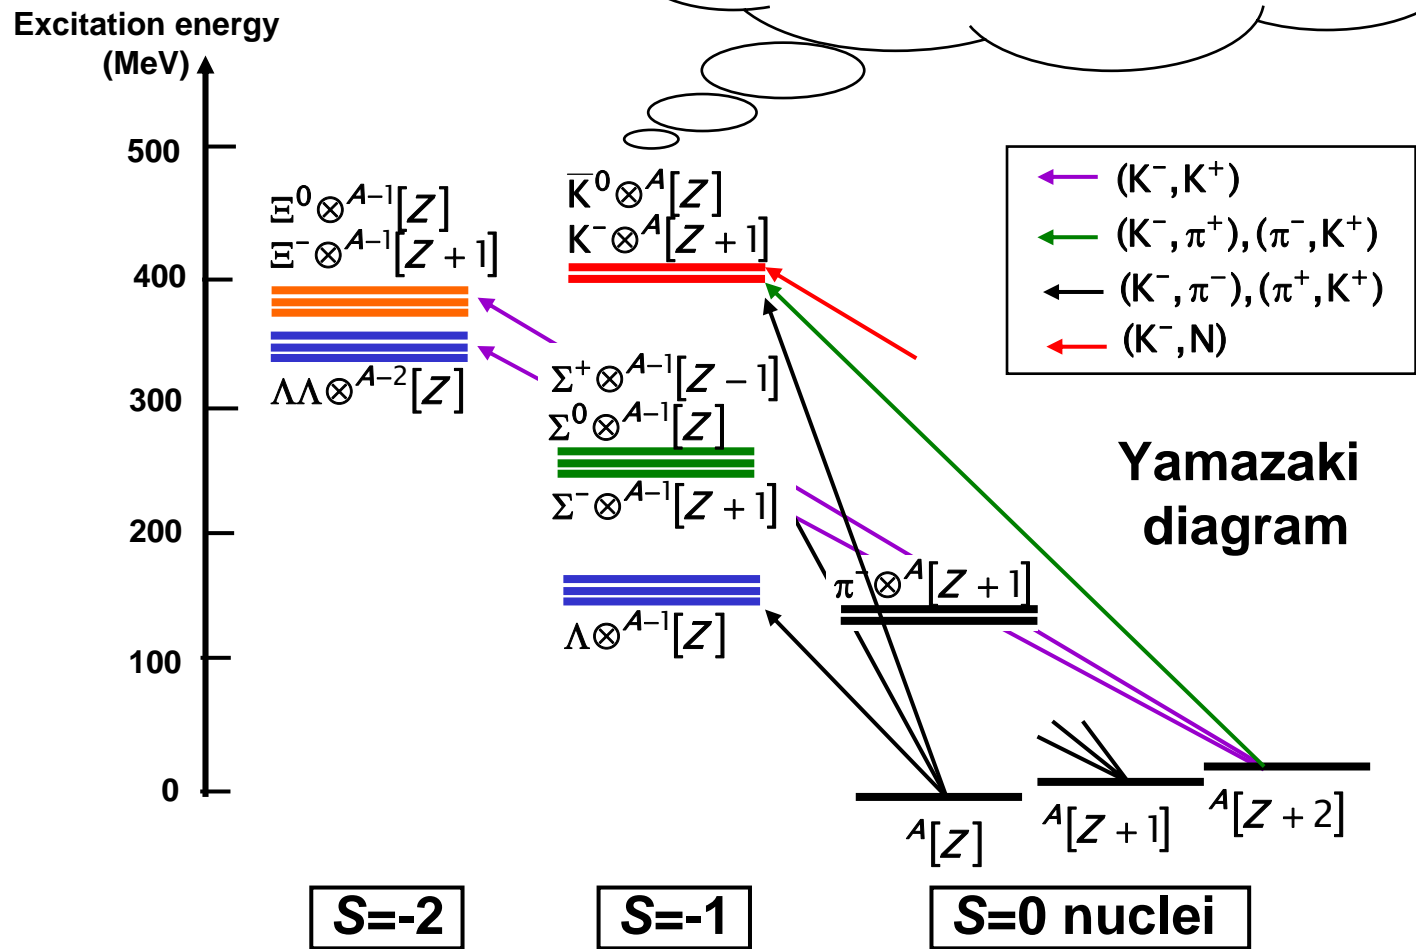 Excitation energy
(MeV)
500
400
300
200
100
0
Ξ⁰⊗ᴬ⁻¹[Z]
Ξ⁻⊗ᴬ⁻¹[Z+1]
ΛΛ⊗ᴬ⁻²[Z]
K̅⁰⊗ᴬ[Z]
K⁻⊗ᴬ[Z+1]
Σ⁺⊗ᴬ⁻¹[Z−1]
Σ⁰⊗ᴬ⁻¹[Z]
Σ⁻⊗ᴬ⁻¹[Z+1]
Λ⊗ᴬ⁻¹[Z]
π⁻⊗ᴬ[Z+1]
(K⁻,K⁺)
(K⁻,π⁺),(π⁻,K⁺)
(K⁻,π⁻),(π⁺,K⁺)
(K⁻,N)
Yamazaki
diagram
ᴬ[Z]
ᴬ[Z+1]
ᴬ[Z+2]
S=-2
S=-1
S=0 nuclei